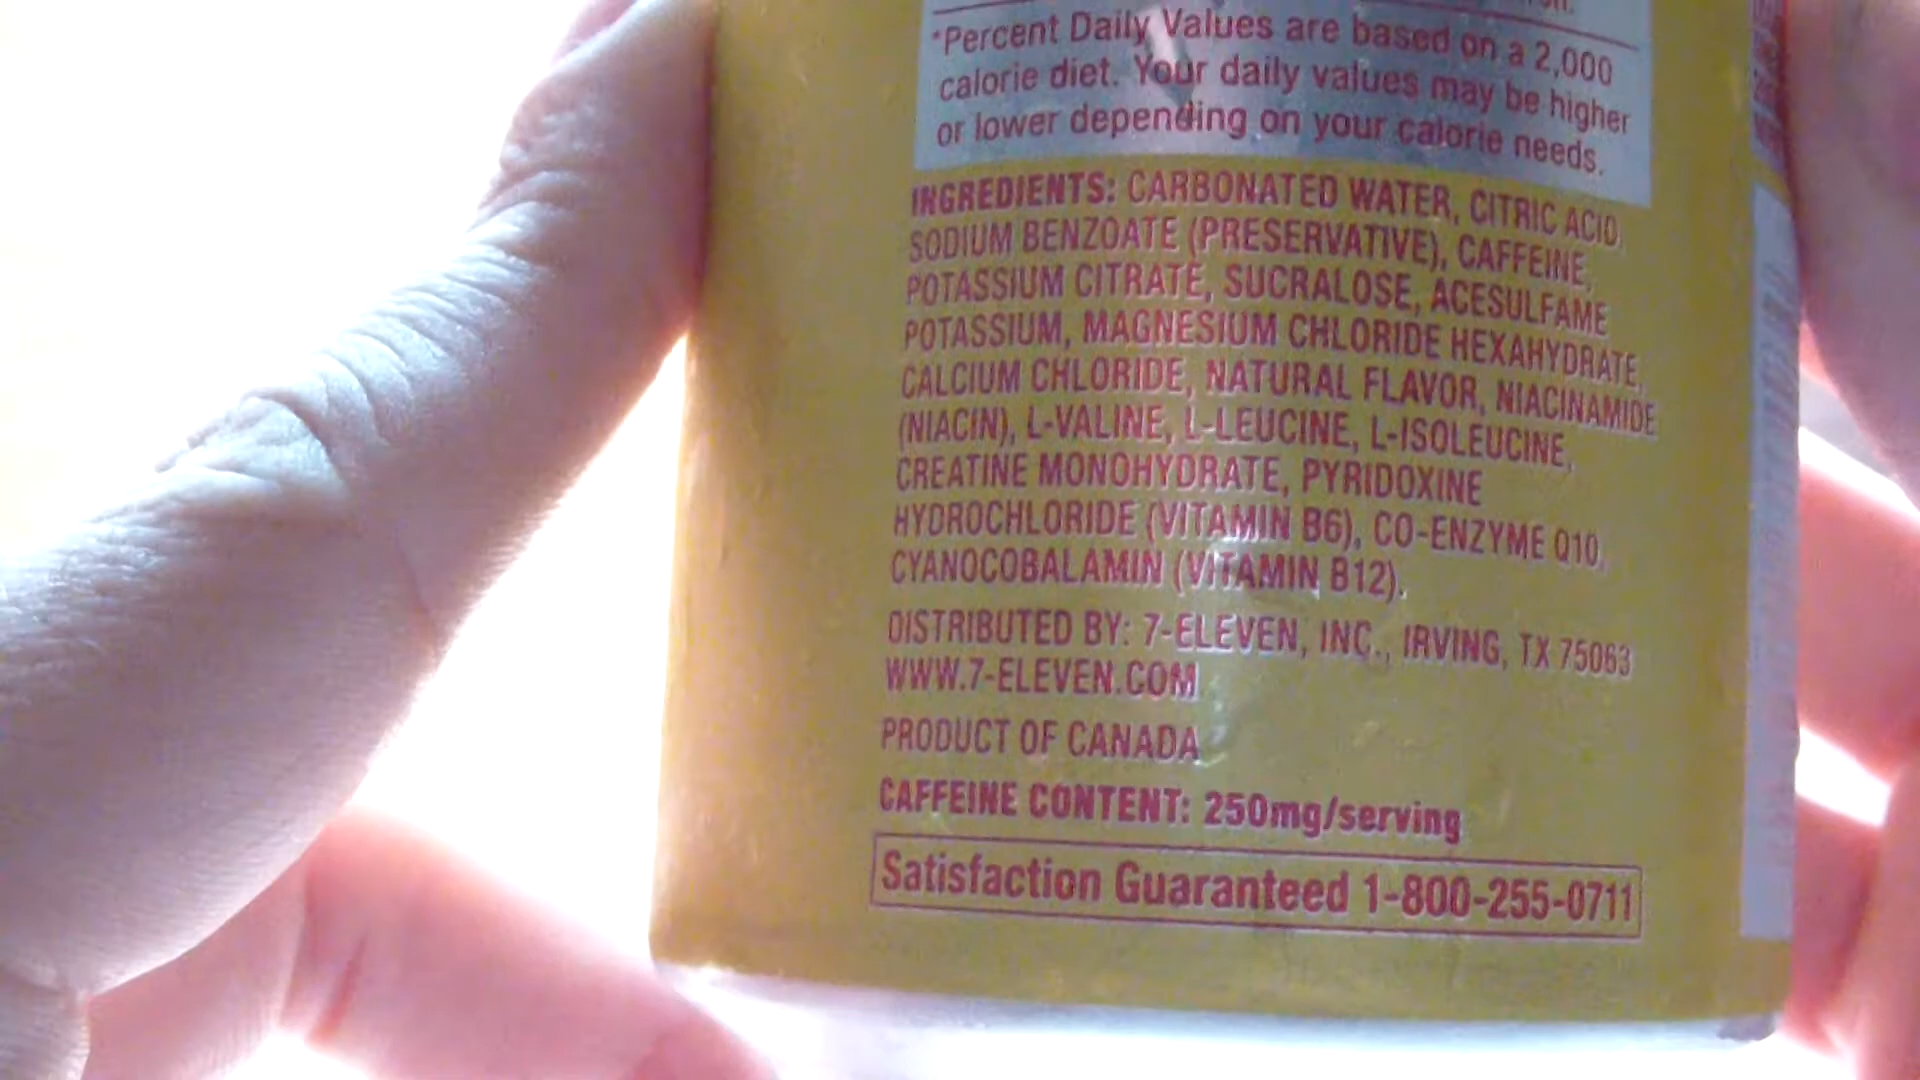 *Percent Daily Values are based on a 2,000
calorie diet. Your daily values may be higher
or lower depending on your calorie needs.
INGREDIENTS: CARBONATED WATER, CITRIC ACID,
SODIUM BENZOATE (PRESERVATIVE), CAFFEINE,
POTASSIUM CITRATE, SUCRALOSE, ACESULFAME
POTASSIUM, MAGNESIUM CHLORIDE HEXAHYDRATE,
CALCIUM CHLORIDE, NATURAL FLAVOR, NIACINAMIDE
(NIACIN), L-VALINE, L-LEUCINE, L-ISOLEUCINE,
CREATINE MONOHYDRATE, PYRIDOXINE
HYDROCHLORIDE (VITAMIN B6), CO-ENZYME Q10,
CYANOCOBALAMIN (VITAMIN B12).
DISTRIBUTED BY: 7-ELEVEN, INC., IRVING, TX 75063
WWW.7-ELEVEN.COM
PRODUCT OF CANADA
CAFFEINE CONTENT: 250mg/serving
Satisfaction Guaranteed 1-800-255-0711